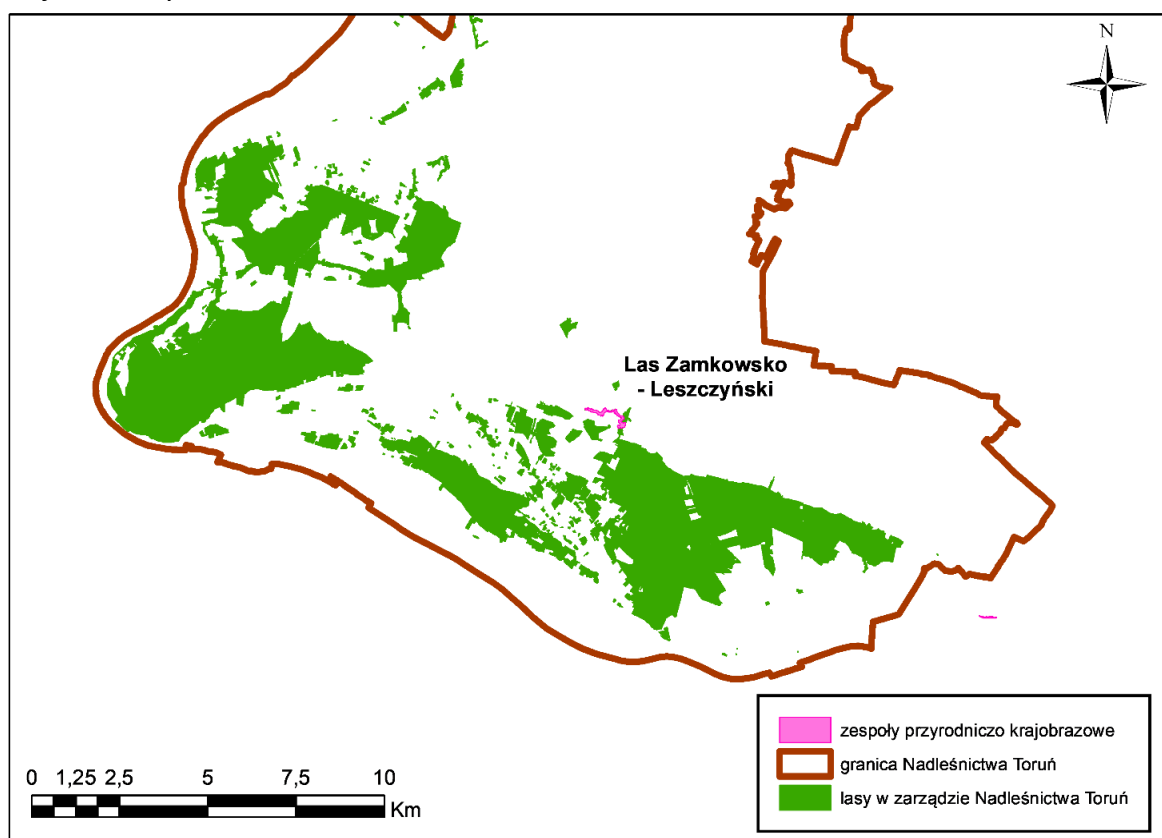 N
Las Zamkowsko
- Leszczyński
zespoły przyrodniczo krajobrazowe
granica Nadleśnictwa Toruń
lasy w zarządzie Nadleśnictwa Toruń
0 1,25 2,5 5 7,5 10
Km